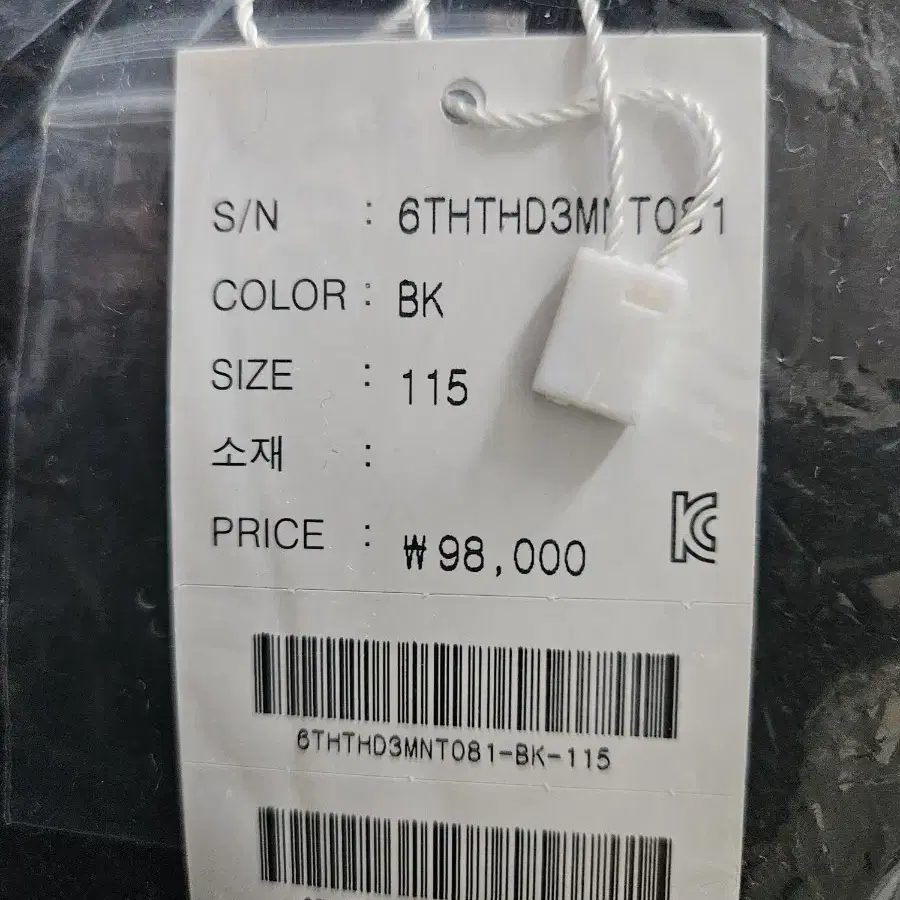 S/N : 6THTHD3MNT081
COLOR : BK
SIZE : 115
소재 :
PRICE : ₩98,000
6THTHD3MNT081-BK-115